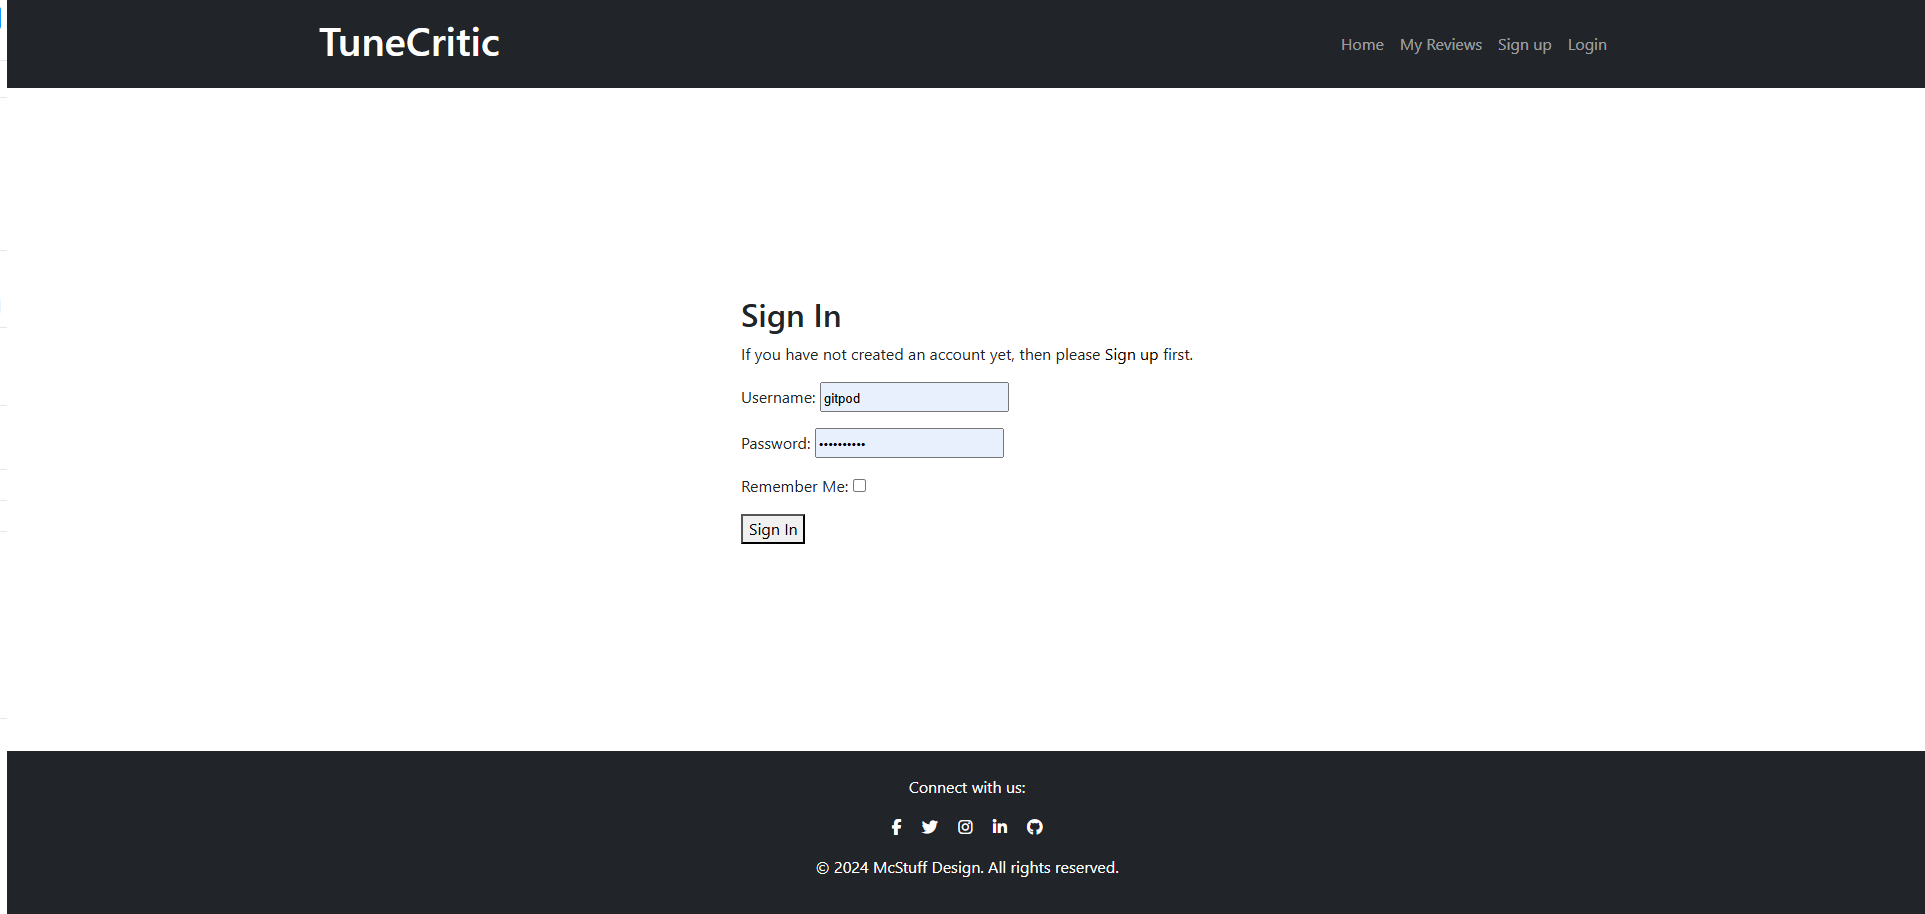 TuneCritic
Home My Reviews Sign up Login
Sign In
If you have not created an account yet, then please Sign up first.
Username: gitpod
Password: ••••••••••
Remember Me:
Sign In
Connect with us:
© 2024 McStuff Design. All rights reserved.